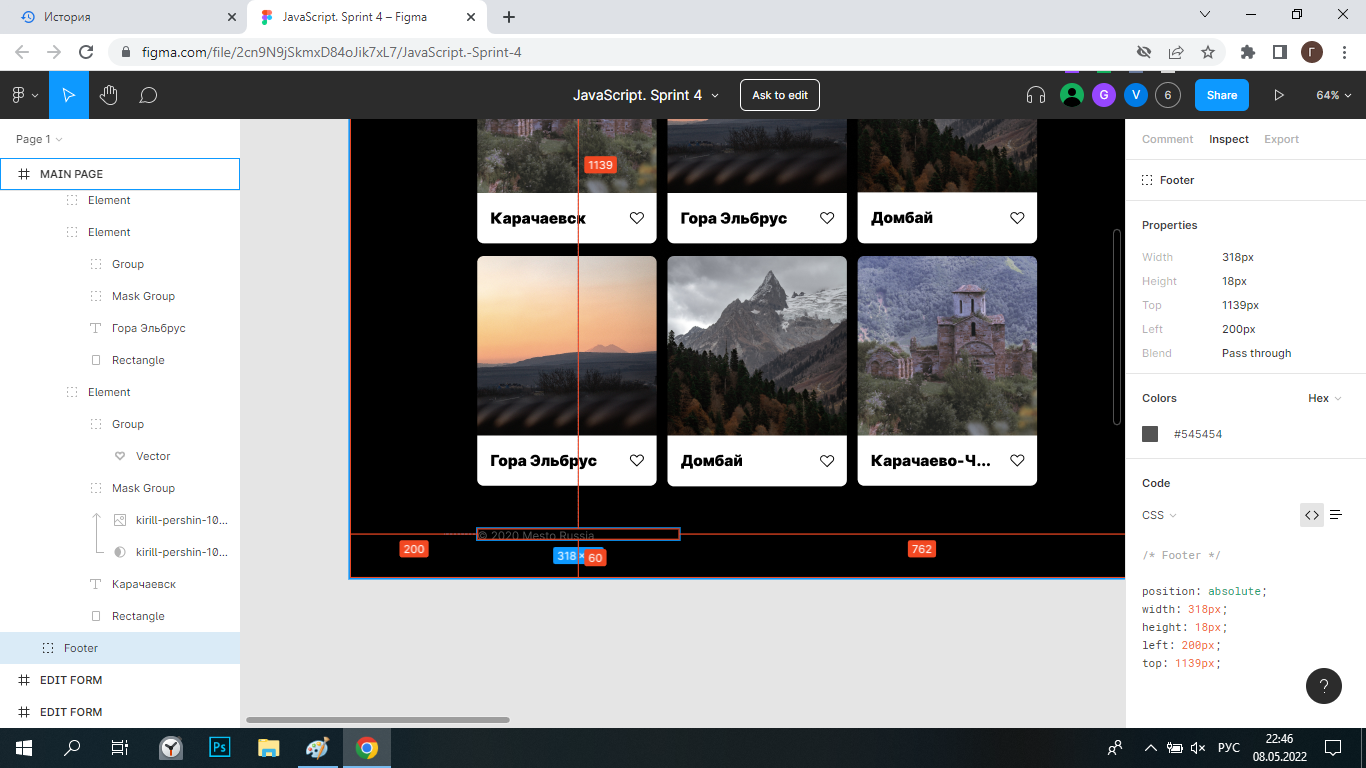 История
JavaScript. Sprint 4 – Figma
figma.com/file/2cn9N9jSkmxD84oJik7xL7/JavaScript.-Sprint-4
Г
JavaScript. Sprint 4
Ask to edit
G
V
6
Share
64%
Page 1
MAIN PAGE
Element
Element
Group
Mask Group
Гора Эльбрус
Rectangle
Element
Group
Vector
Mask Group
kirill-pershin-10...
kirill-pershin-10...
Карачаевск
Rectangle
Footer
EDIT FORM
EDIT FORM
1139
Карачаевск
Гора Эльбрус
Домбай
Гора Эльбрус
Домбай
Карачаево-Ч...
© 2020 Mesto Russia
200
318 ×
60
762
Comment
Inspect
Export
Footer
Properties
Width 318px
Height 18px
Top 1139px
Left 200px
Blend Pass through
Colors
Hex
#545454
Code
CSS
/* Footer */
position: absolute;
width: 318px;
height: 18px;
left: 200px;
top: 1139px;
?
Ps
РУС
22:46
08.05.2022